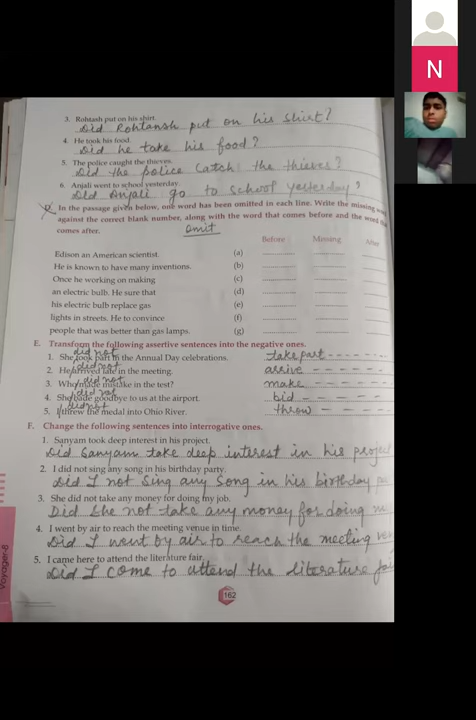 N
3. Rohtash put on his shirt.
Did Rohtansh put on his shirt?
4. He took his food.
Did he take his food?
5. The police caught the thieves.
Did the police catch the thieves?
6. Anjali went to school yesterday.
Did Anjali go to school yesterday?
In the passage given below, one word has been omitted in each line. Write the missing word
against the correct blank number, along with the word that comes before and the word that
comes after.
omit
Before Missing After
Edison an American scientist. (a)
He is known to have many inventions. (b)
Once he working on making (c)
an electric bulb. He sure that (d)
his electric bulb replace gas (e)
lights in streets. He to convince (f)
people that was better than gas lamps. (g)
E. Transform the following assertive sentences into the negative ones.
did not
1. She took part in the Annual Day celebrations. take part
did not
2. He arrived late in the meeting. arrive
did not
3. Who made mistake in the test? make
did not
4. She bade goodbye to us at the airport. bid
did not
5. I threw the medal into Ohio River. throw
F. Change the following sentences into interrogative ones.
1. Sanyam took deep interest in his project.
Did Sanyam take deep interest in his project
2. I did not sing any song in his birthday party.
Did I not sing any song in his birthday
3. She did not take any money for doing my job.
Did she not take any money for doing m
4. I went by air to reach the meeting venue in time.
Did I went by air to reach the meeting ve
5. I came here to attend the literature fair.
Did I come to attend the literature fai
162
Voyager-8